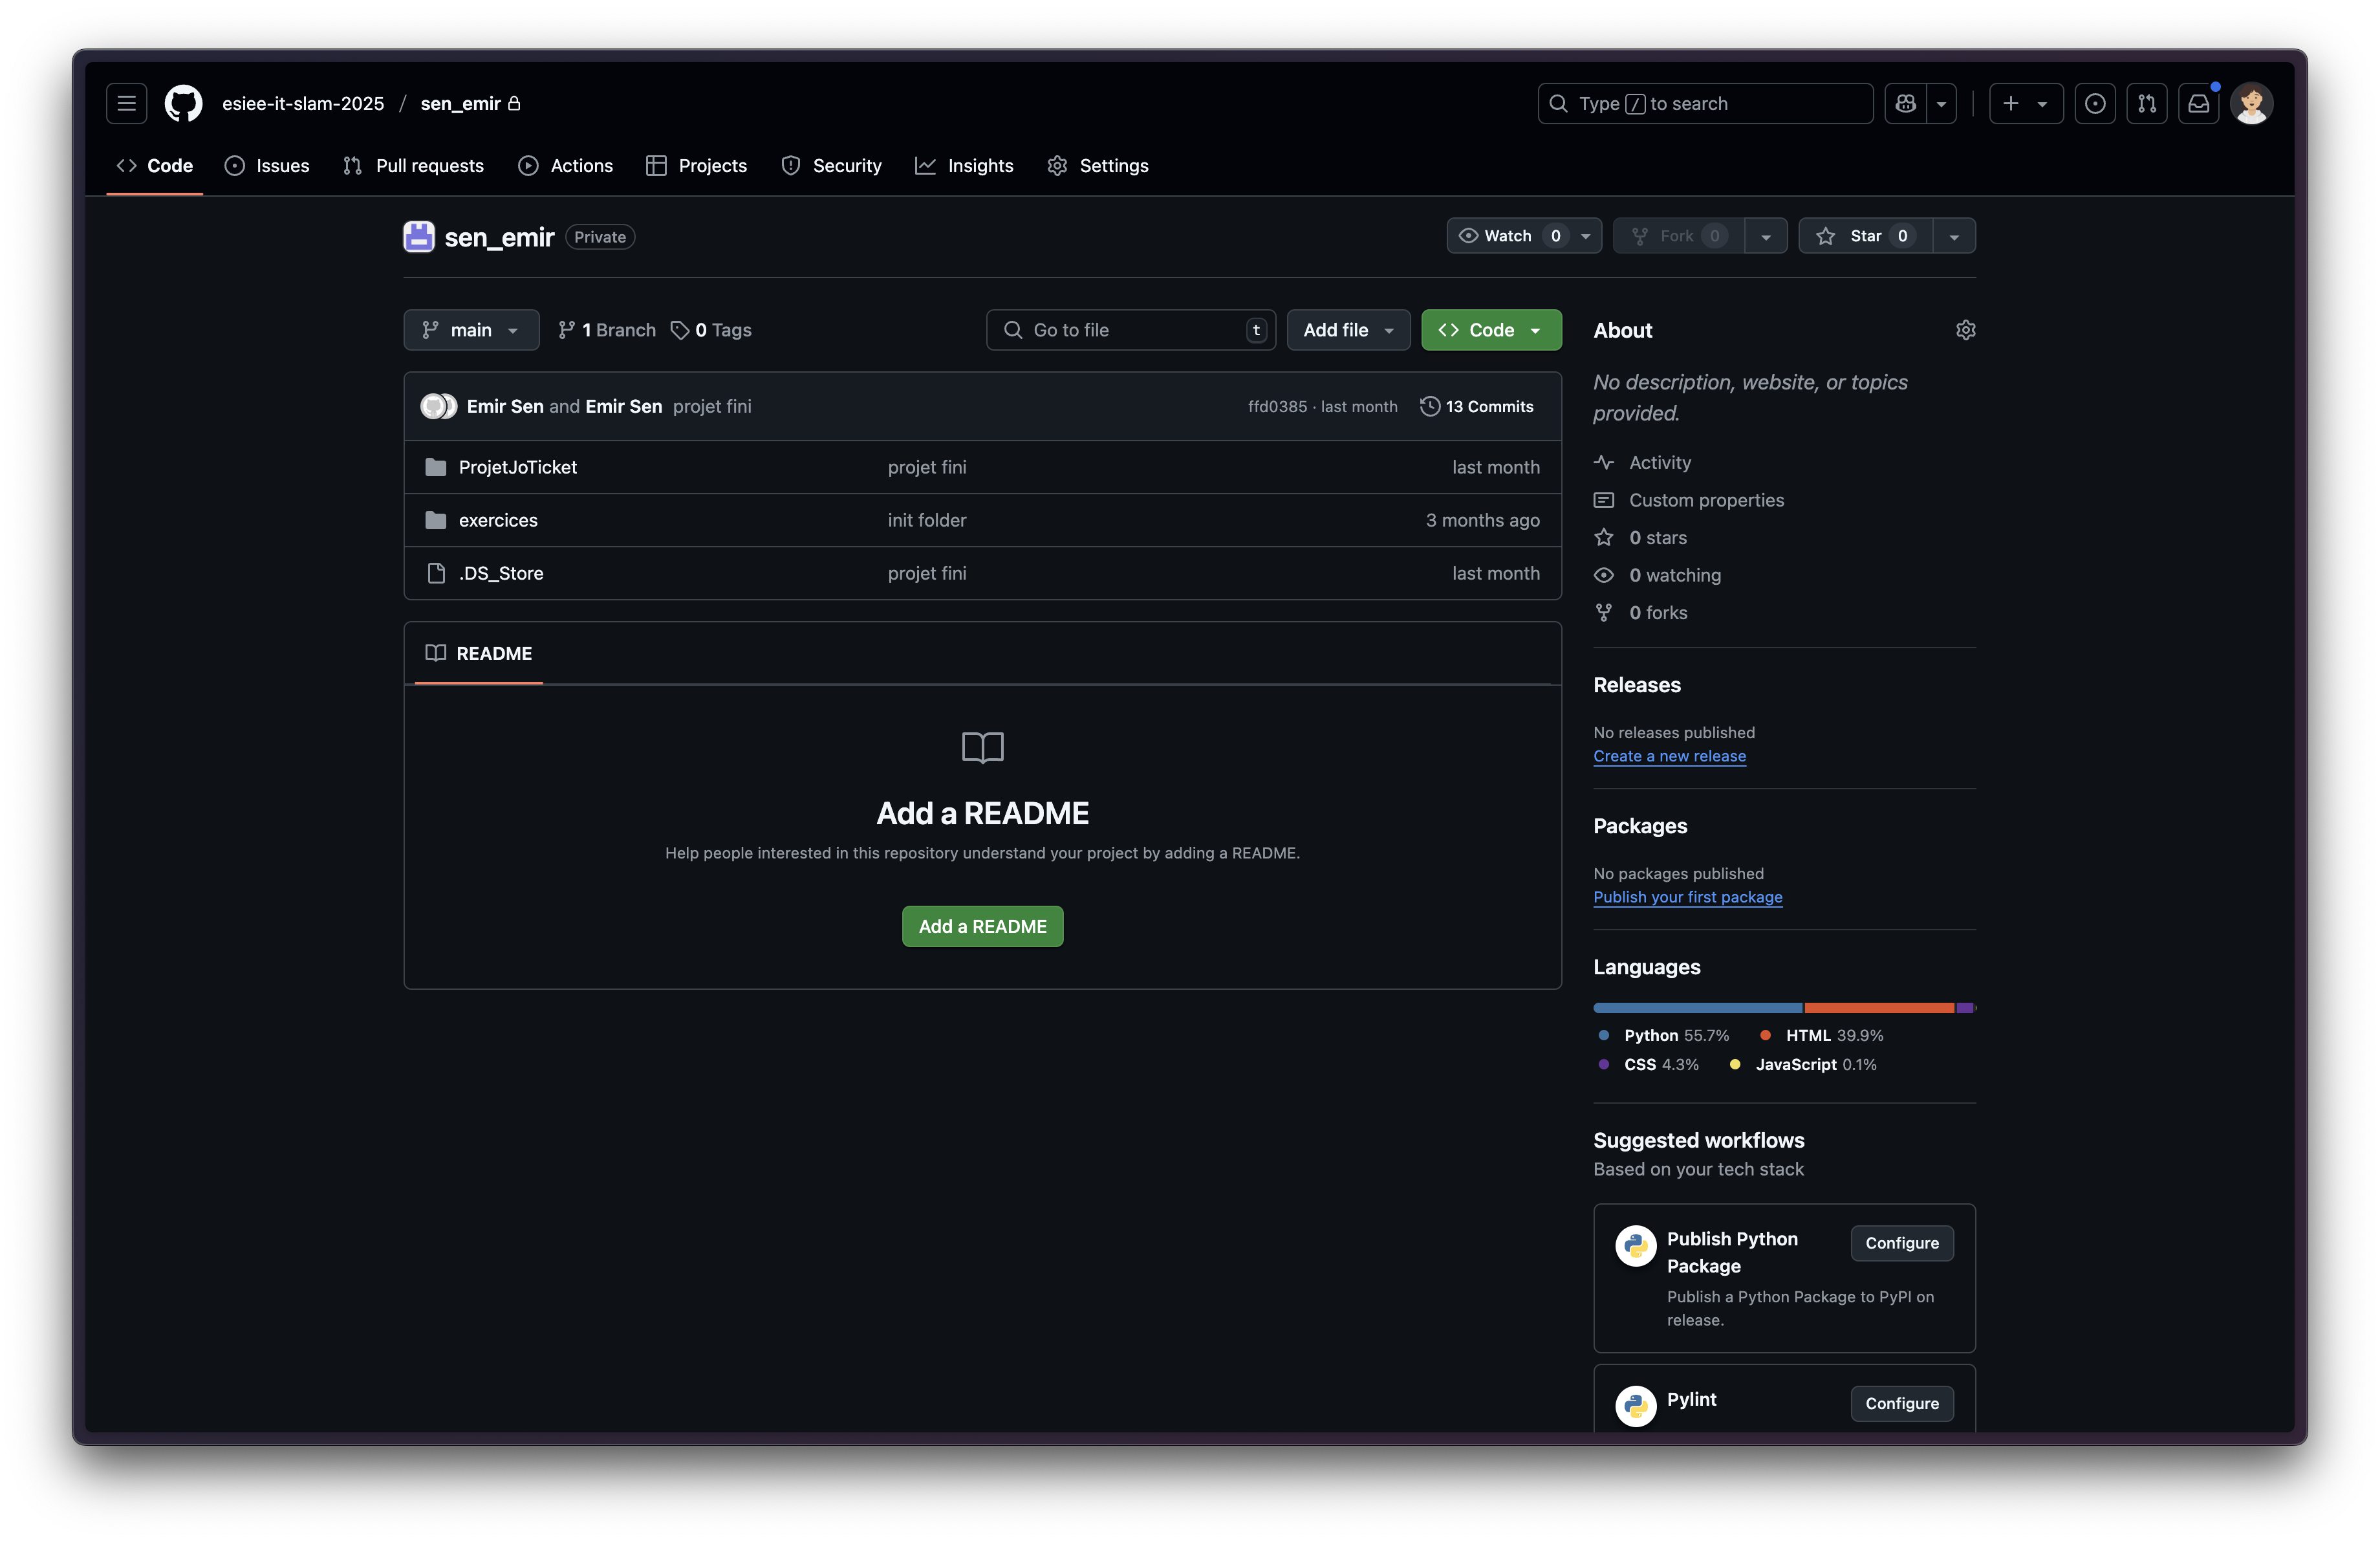 esiee-it-slam-2025 / sen_emir
Type / to search
Code Issues Pull requests Actions Projects Security Insights Settings
sen_emir Private
Watch 0 Fork 0 Star 0
main 1 Branch 0 Tags
Go to file t Add file Code
Emir Sen and Emir Sen projet fini ffd0385 · last month 13 Commits
ProjetJoTicket projet fini last month
exercices init folder 3 months ago
.DS_Store projet fini last month
README
Add a README
Help people interested in this repository understand your project by adding a README.
Add a README
About
No description, website, or topics
provided.
Activity
Custom properties
0 stars
0 watching
0 forks
Releases
No releases published
Create a new release
Packages
No packages published
Publish your first package
Languages
Python 55.7% HTML 39.9%
CSS 4.3% JavaScript 0.1%
Suggested workflows
Based on your tech stack
Publish Python
Package
Configure
Publish a Python Package to PyPI on
release.
Pylint Configure